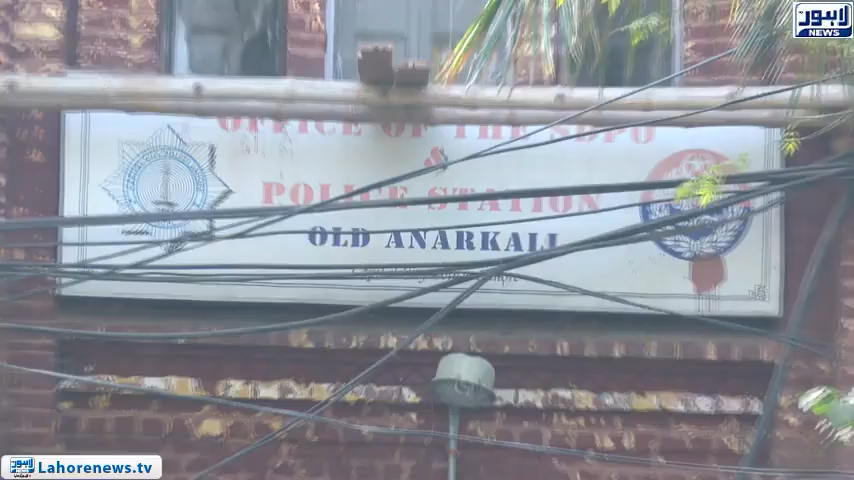 لاہور
NEWS
OFFICE OF THE SDPO
&
POLICE STATION
OLD ANARKALI
لاہور
Lahorenews.tv